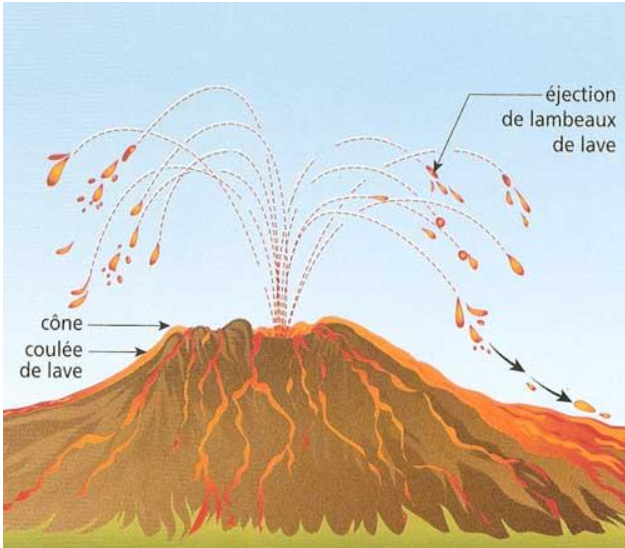 éjection
de lambeaux
de lave
cône
coulée
de lave